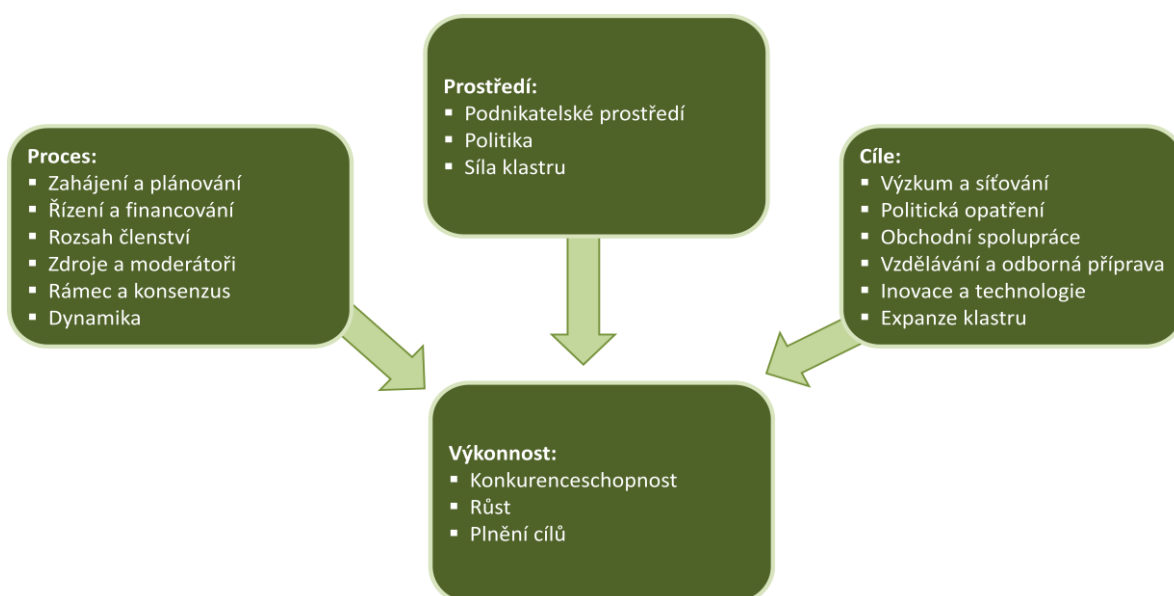 Prostředí:
▪ Podnikatelské prostředí
▪ Politika
▪ Síla klastru
Proces:
▪ Zahájení a plánování
▪ Řízení a financování
▪ Rozsah členství
▪ Zdroje a moderátoři
▪ Rámec a konsenzus
▪ Dynamika
Cíle:
▪ Výzkum a síťování
▪ Politická opatření
▪ Obchodní spolupráce
▪ Vzdělávání a odborná příprava
▪ Inovace a technologie
▪ Expanze klastru
Výkonnost:
▪ Konkurenceschopnost
▪ Růst
▪ Plnění cílů